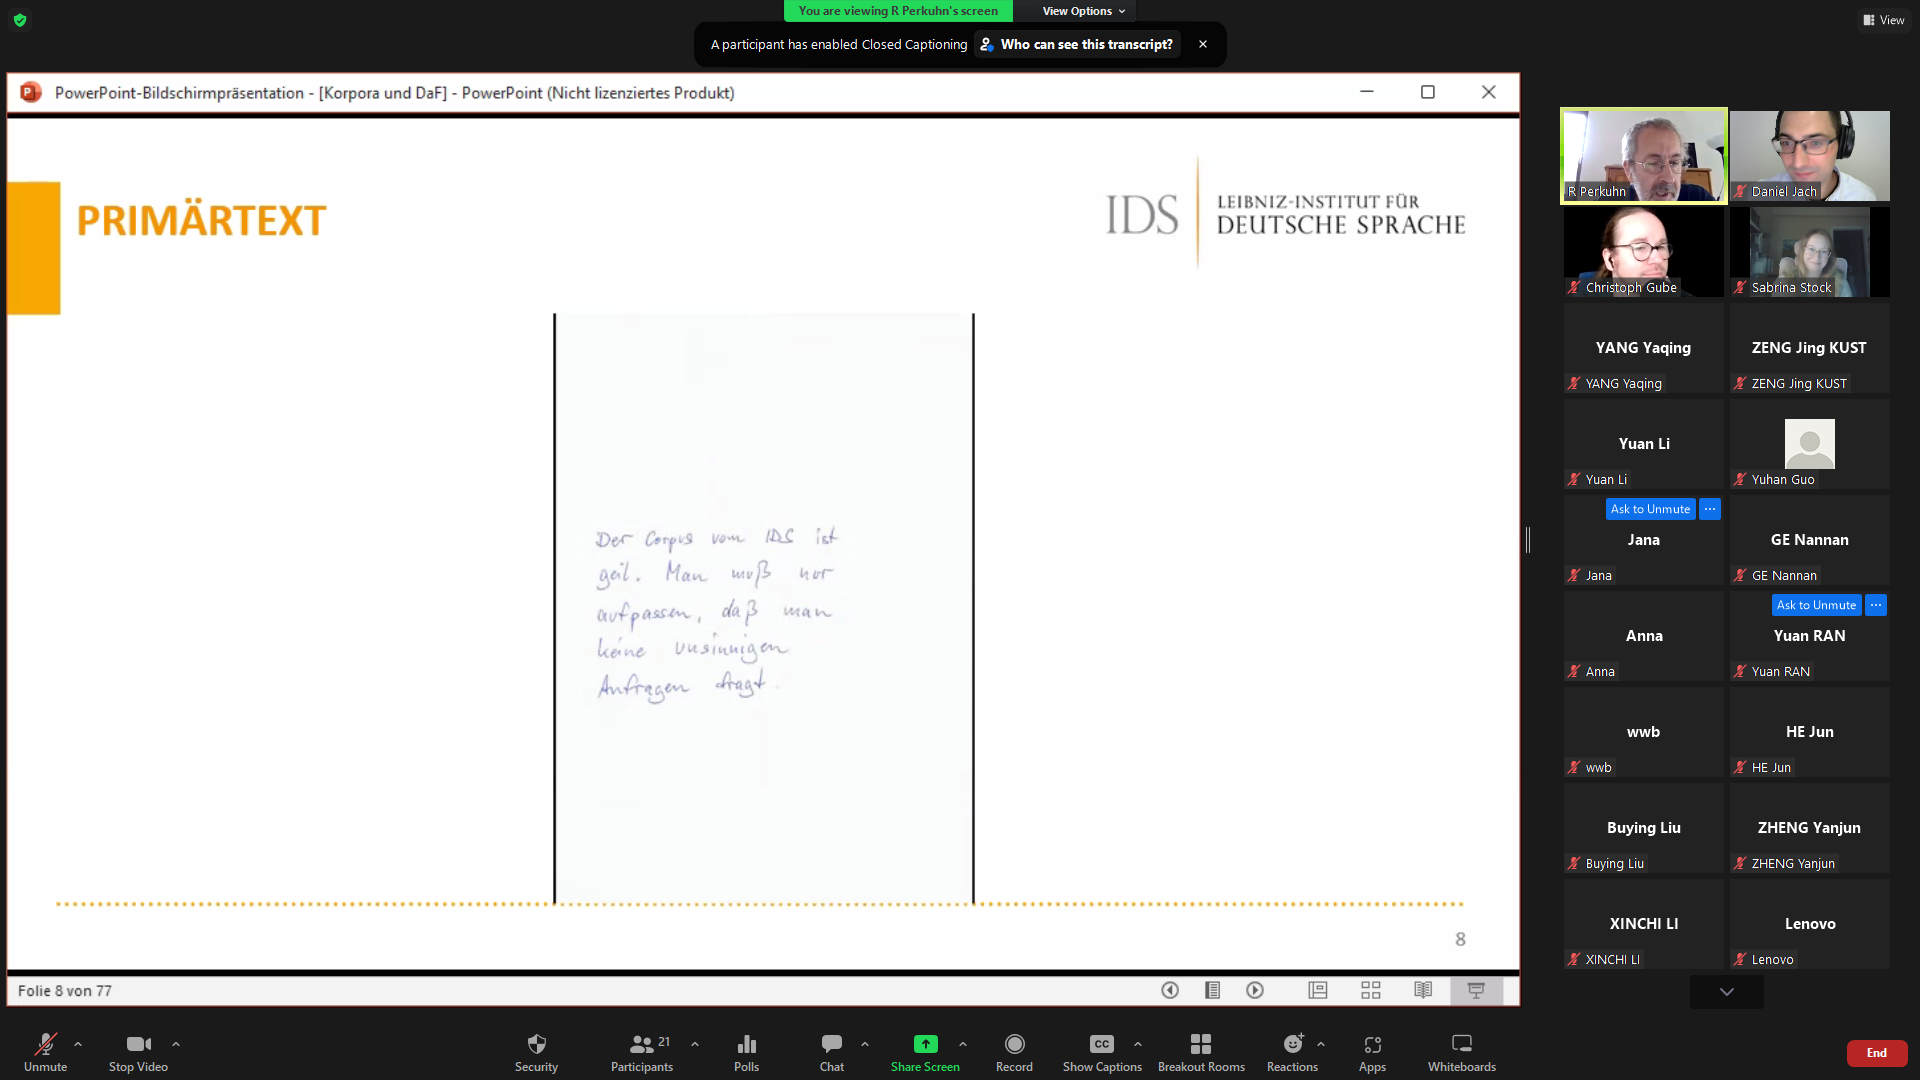 You are viewing R Perkuhn's screen
View Options
View
A participant has enabled Closed Captioning
Who can see this transcript?
PowerPoint-Bildschirmpräsentation - [Korpora und DaF] - PowerPoint (Nicht lizenziertes Produkt)
PRIMÄRTEXT
IDS
LEIBNIZ-INSTITUT FÜR
DEUTSCHE SPRACHE
Der Corpus vom IDS ist
geil. Man muß nur
aufpassen, daß man
keine unsinnigen
Anfragen fragt.
8
Folie 8 von 77
R Perkuhn
Daniel Jach
Christoph Gube
Sabrina Stock
YANG Yaqing
YANG Yaqing
ZENG Jing KUST
ZENG Jing KUST
Yuan Li
Yuan Li
Yuhan Guo
Ask to Unmute
...
Jana
Jana
GE Nannan
GE Nannan
Anna
Anna
Ask to Unmute
...
Yuan RAN
Yuan RAN
wwb
wwb
HE Jun
HE Jun
Buying Liu
Buying Liu
ZHENG Yanjun
ZHENG Yanjun
XINCHI LI
XINCHI LI
Lenovo
Lenovo
Unmute
Stop Video
Security
21
Participants
Polls
Chat
Share Screen
Record
CC
Show Captions
Breakout Rooms
Reactions
Apps
Whiteboards
End